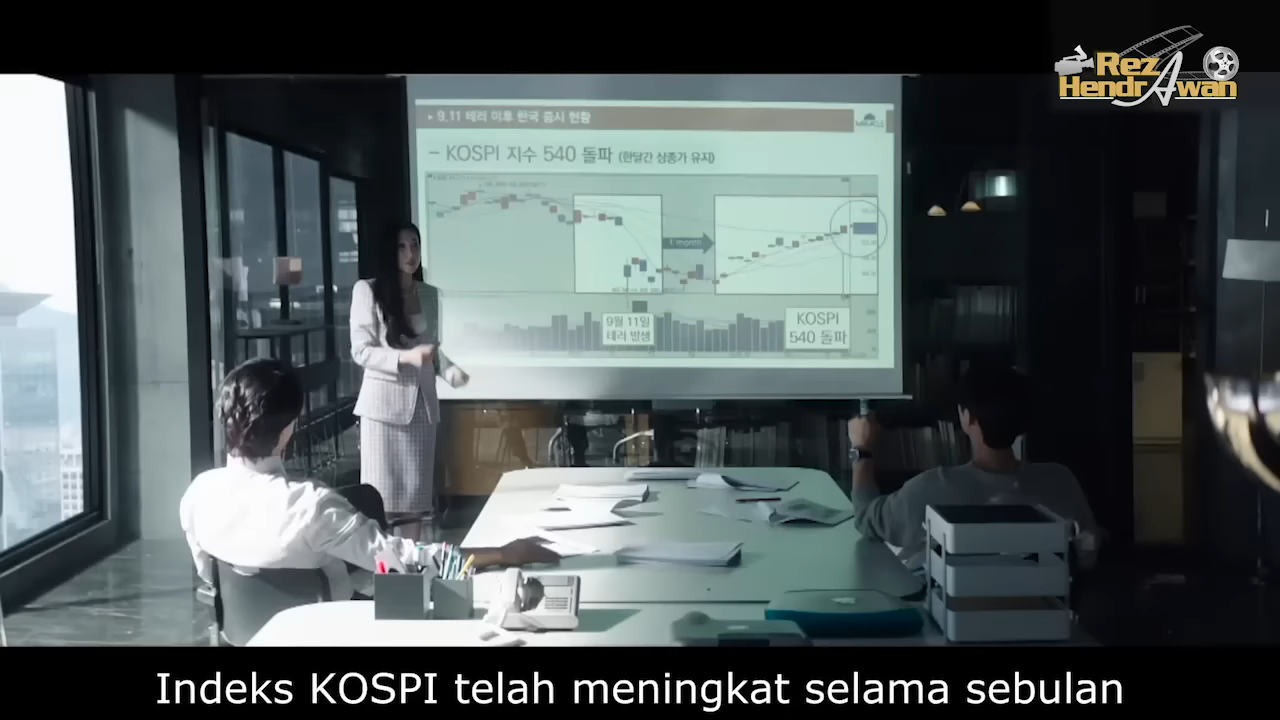 Rez
HendrAwan
▸ 9.11 테러 이후 한국 증시 현황
MIRACLE
– KOSPI 지수 540 돌파 (한달간 상종가 유지)
1 month
9월 11일
테러 발생
KOSPI
540 돌파
Indeks KOSPI telah meningkat selama sebulan